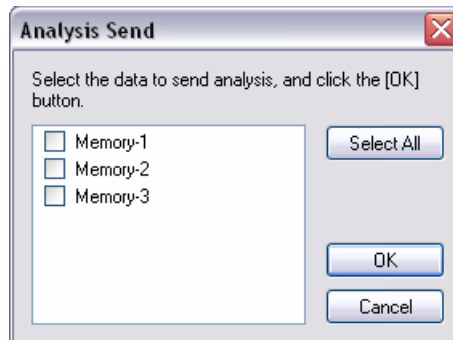 Analysis Send
Select the data to send analysis, and click the [OK]
button.
Memory-1
Memory-2
Memory-3
Select All
OK
Cancel